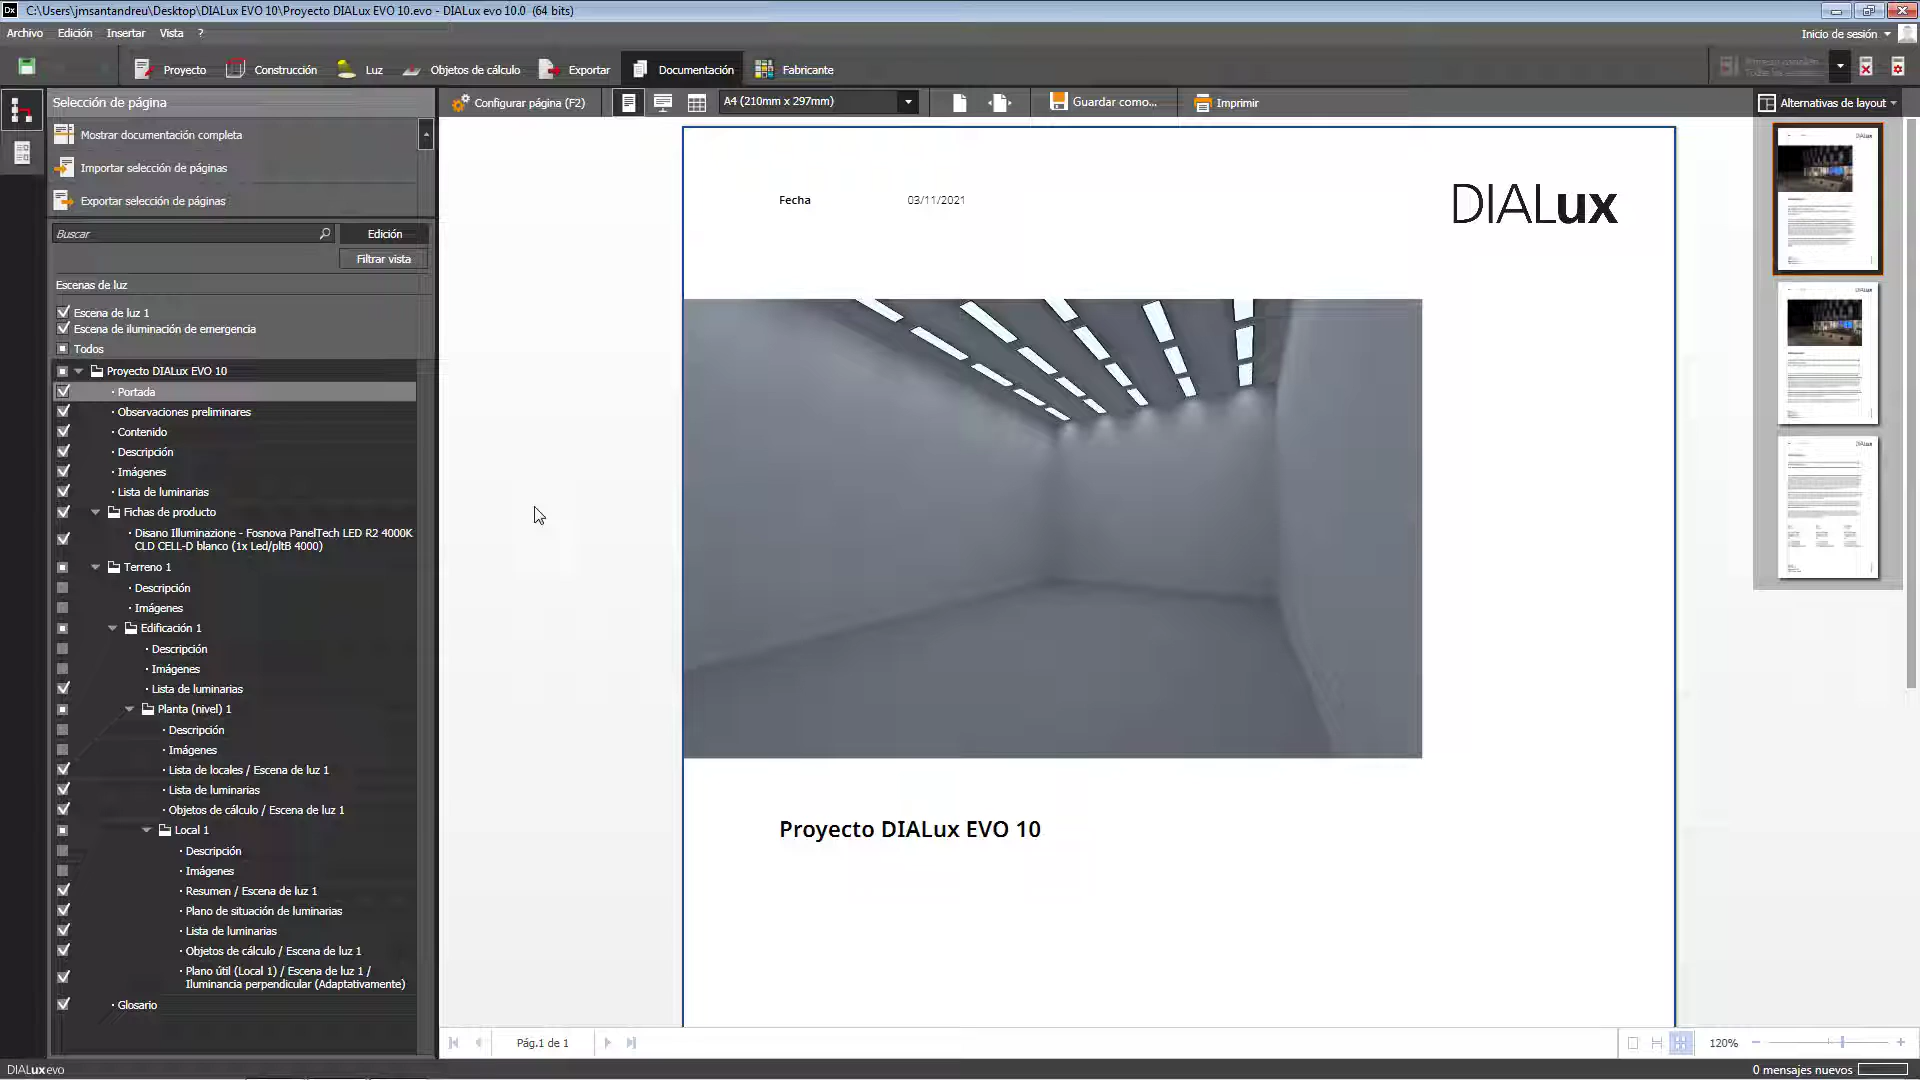 Dx C:\Users\jmsantandreu\Desktop\DIALux EVO 10\Proyecto DIALux EVO 10.evo - DIALux evo 10.0 (64 bits)
Archivo Edición Insertar Vista ? Inicio de sesión
Proyecto Construcción Luz Objetos de cálculo Exportar Documentación Fabricante
Selección de página
Configurar página (F2) A4 (210mm x 297mm) Guardar como... Imprimir Alternativas de layout
Mostrar documentación completa
Importar selección de páginas
Exportar selección de páginas
Buscar Edición
Filtrar vista
Escenas de luz
Escena de luz 1
Escena de iluminación de emergencia
Todos
Proyecto DIALux EVO 10
· Portada
· Observaciones preliminares
· Contenido
· Descripción
· Imágenes
· Lista de luminarias
Fichas de producto
· Disano Illuminazione - Fosnova PanelTech LED R2 4000K
CLD CELL-D blanco (1x Led/pltB 4000)
Terreno 1
· Descripción
· Imágenes
Edificación 1
· Descripción
· Imágenes
· Lista de luminarias
Planta (nivel) 1
· Descripción
· Imágenes
· Lista de locales / Escena de luz 1
· Lista de luminarias
· Objetos de cálculo / Escena de luz 1
Local 1
· Descripción
· Imágenes
· Resumen / Escena de luz 1
· Plano de situación de luminarias
· Lista de luminarias
· Objetos de cálculo / Escena de luz 1
· Plano útil (Local 1) / Escena de luz 1 /
Iluminancia perpendicular (Adaptativamente)
· Glosario
Fecha 03/11/2021
DIALux
Proyecto DIALux EVO 10
DIALux
DIALux
DIALux
Pág.1 de 1
120%
DIALux evo
0 mensajes nuevos